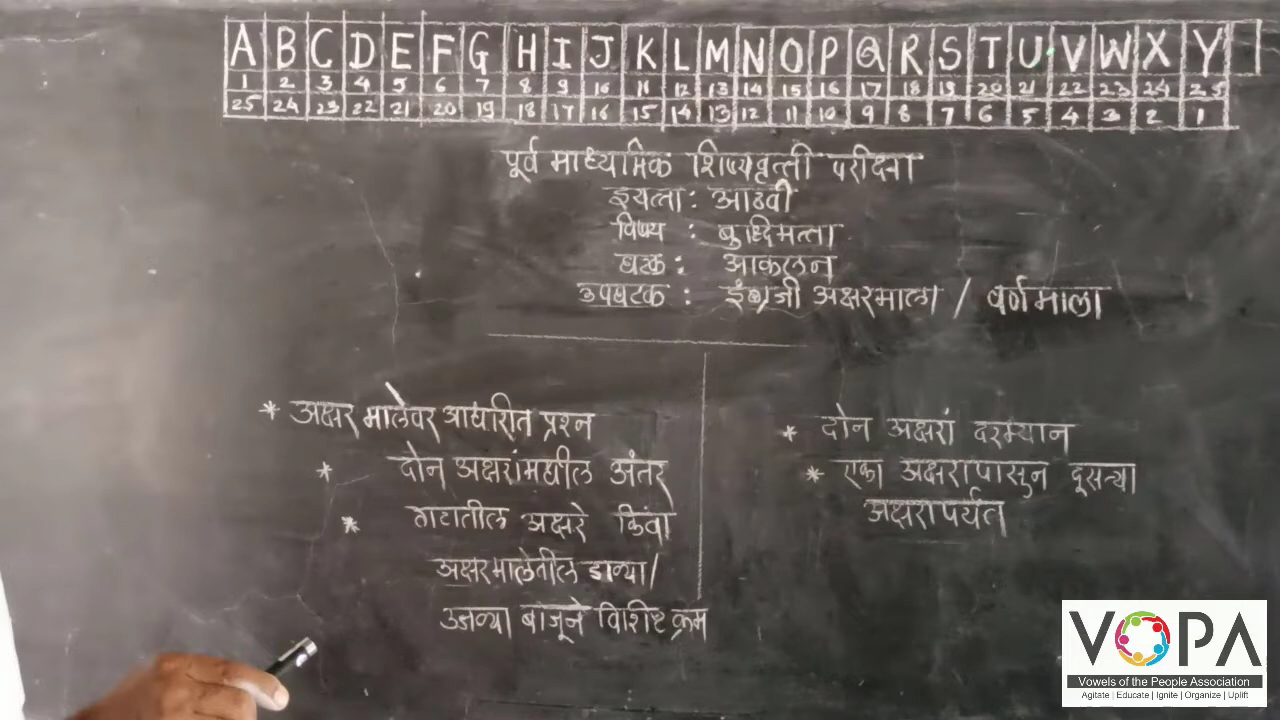 A B C D E F G H I J K L M N O P Q R S T U V W X Y
1 2 3 4 5 6 7 8 9 10 11 12 13 14 15 16 17 18 19 20 21 22 23 24 25
25 24 23 22 21 20 19 18 17 16 15 14 13 12 11 10 9 8 7 6 5 4 3 2 1
पूर्व माध्यमिक शिष्यवृत्ती परीक्षा
इयत्ता : आठवी
विषय : बुध्दिमत्ता
घटक : आकलन
उपघटक : इंग्रजी अक्षरमाला / वर्णमाला
* अक्षर मालेवर आधारित प्रश्न
* दोन अक्षरांमधील अंतर
* गटातील अक्षरे किंवा
अक्षरमालेतील डाव्या /
उजव्या बाजूने विशिष्ट क्रम
* दोन अक्षरां दरम्यान
* एका अक्षरापासून दूसऱ्या
अक्षरापर्यंत
VOPA
Vowels of the People Association
Agitate | Educate | Ignite | Organize | Uplift